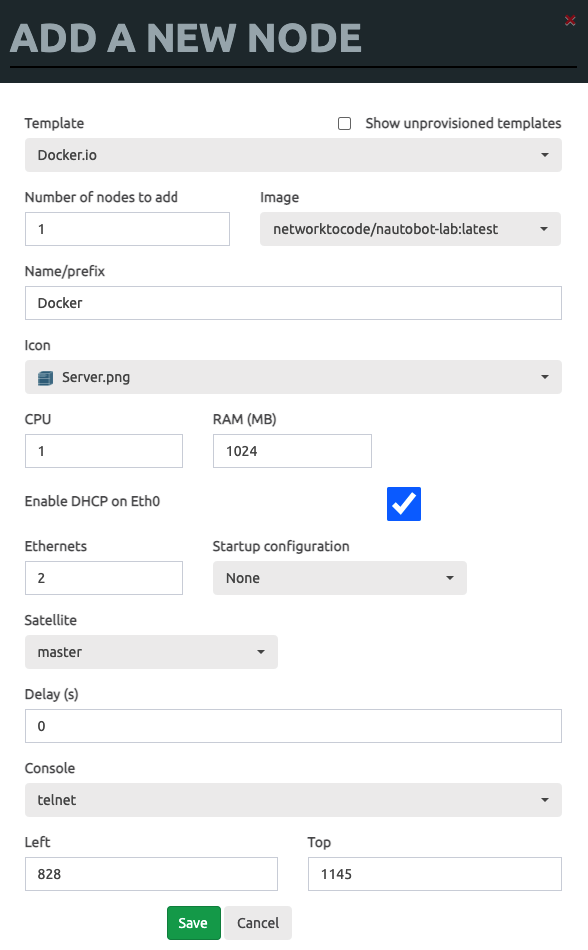 ADD A NEW NODE
Template
Show unprovisioned templates
Docker.io
Number of nodes to add
Image
1
networktocode/nautobot-lab:latest
Name/prefix
Docker
Icon
Server.png
CPU
RAM (MB)
1
1024
Enable DHCP on Eth0
Ethernets
Startup configuration
2
None
Satellite
master
Delay (s)
0
Console
telnet
Left
Top
828
1145
Save
Cancel